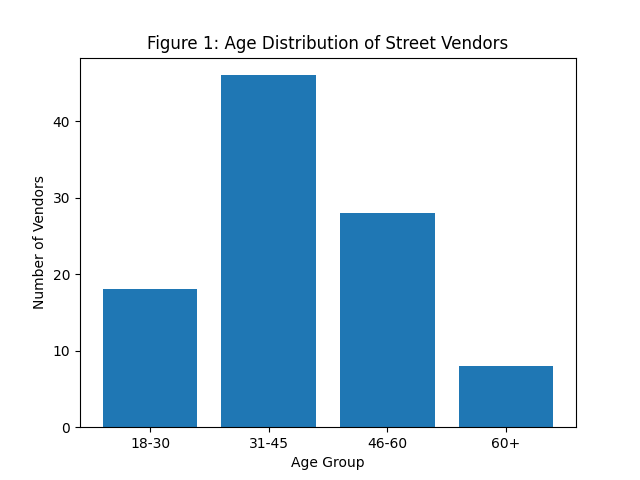 Figure 1: Age Distribution of Street Vendors
Number of Vendors
40
30
20
10
0
18-30 31-45 46-60 60+
Age Group